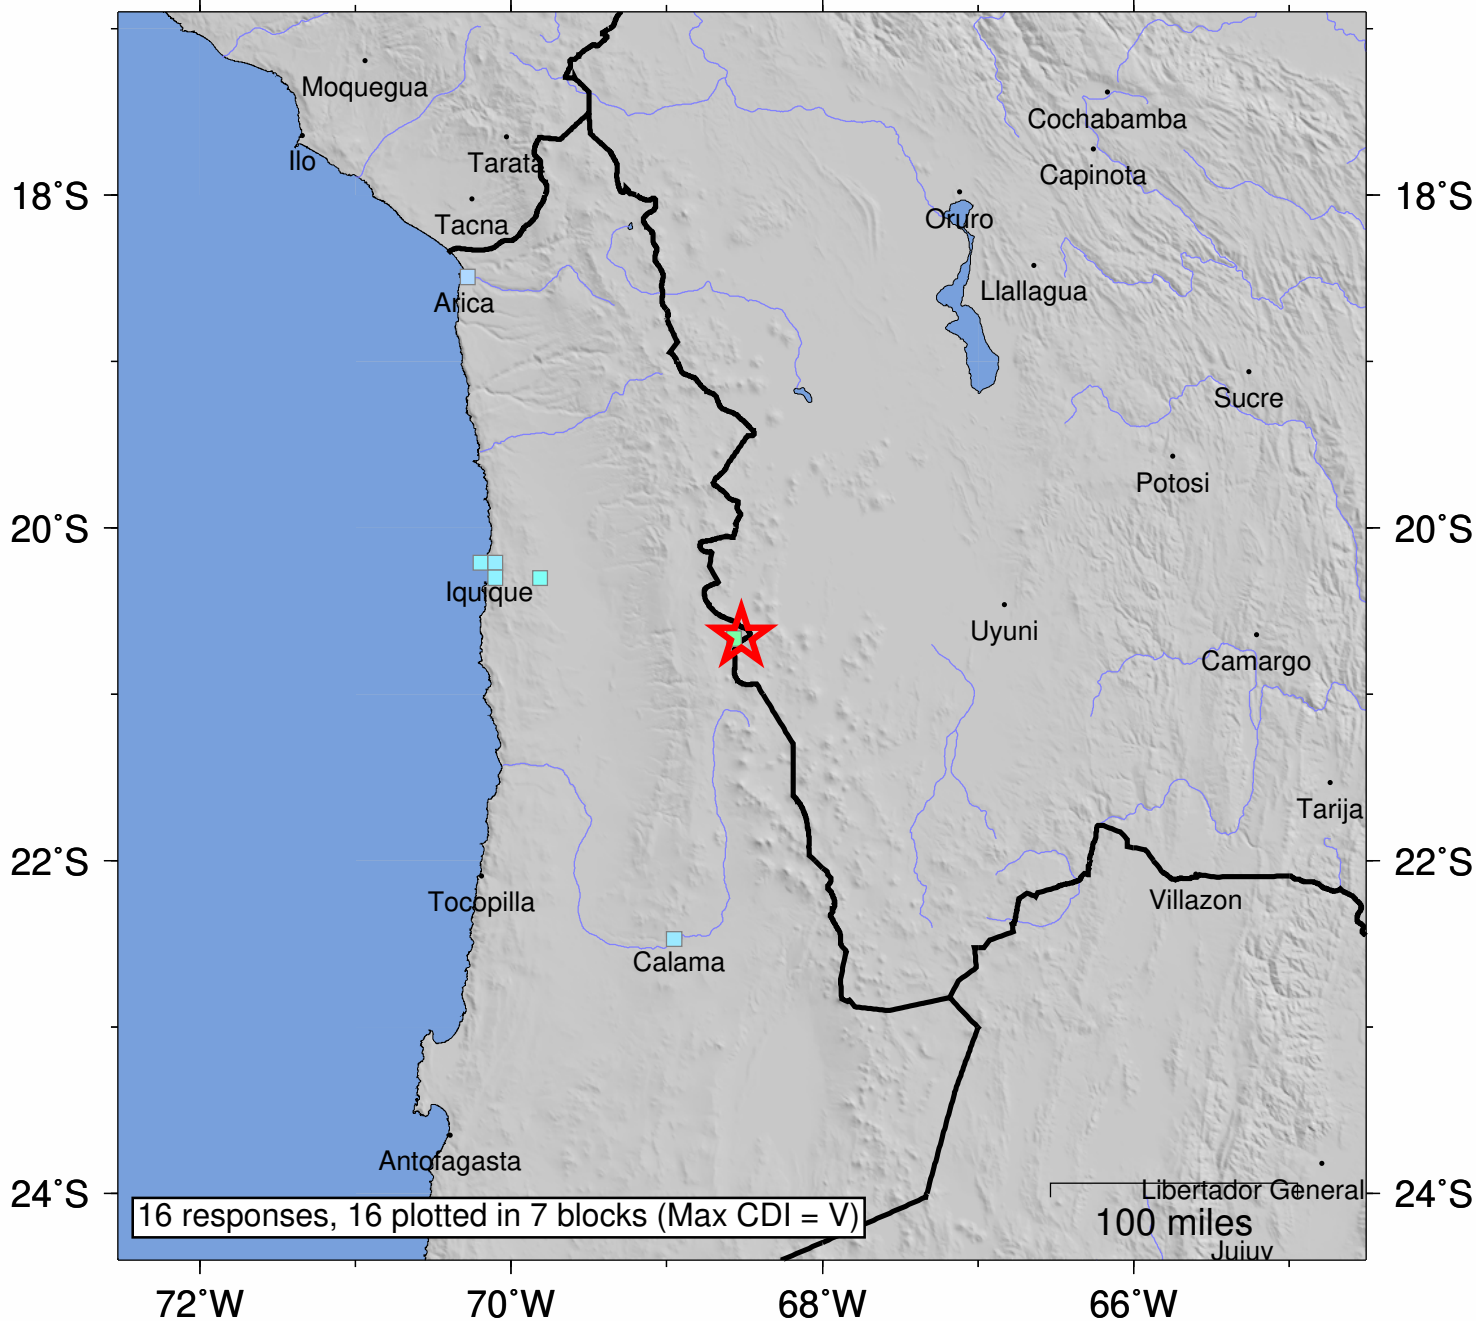 Moquegua
Cochabamba
Ilo
Tarata
Capinota
18°S
18°S
Tacna
Oruro
Arica
Llallagua
Sucre
Potosi
20°S
20°S
Iquique
Uyuni
Camargo
Tarija
22°S
22°S
Tocopilla
Villazon
Calama
Antofagasta
24°S
24°S
Libertador General
16 responses, 16 plotted in 7 blocks (Max CDI = V)
100 miles
Jujuy
72°W
70°W
68°W
66°W